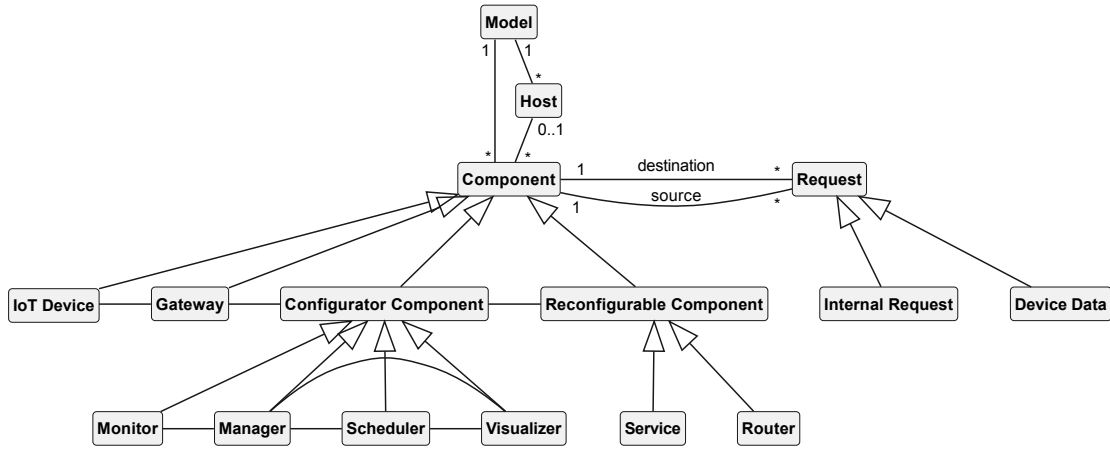 Model
1
1
*
Host
0..1
*
*
Component
1
destination
*
Request
1
source
*
IoT Device
Gateway
Configurator Component
Reconfigurable Component
Internal Request
Device Data
Monitor
Manager
Scheduler
Visualizer
Service
Router